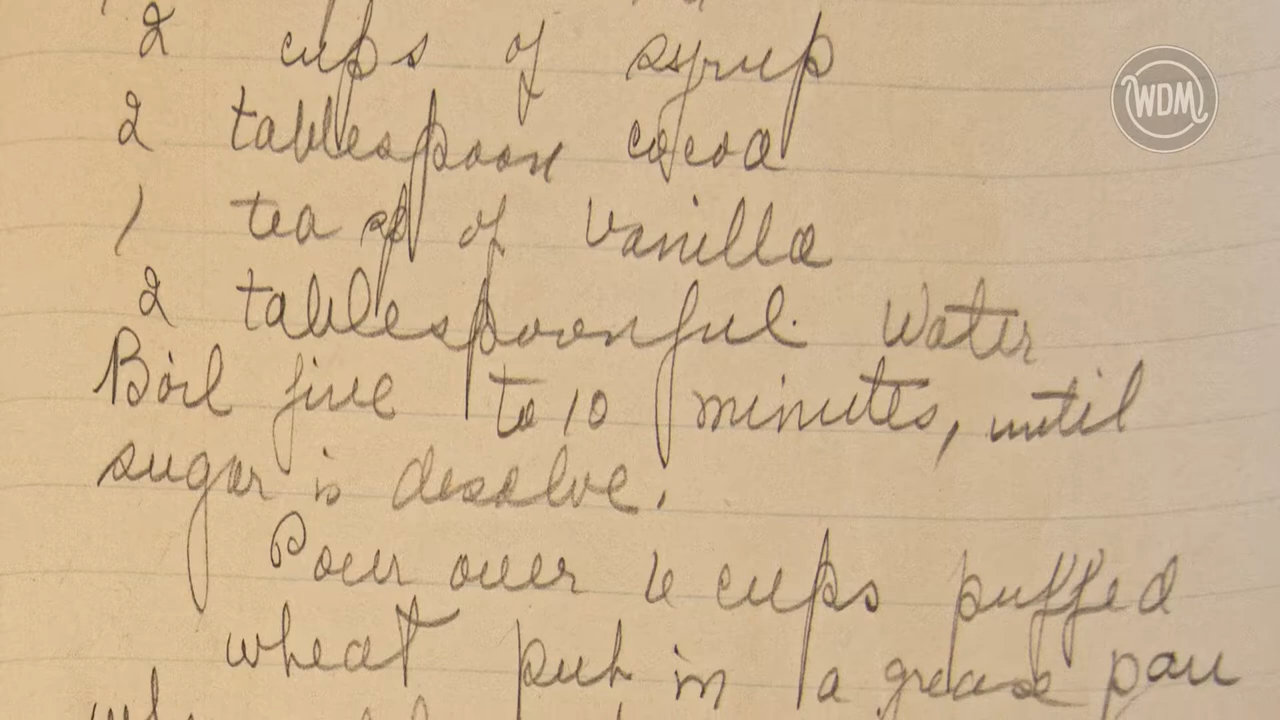 2 cups of syrup
WDM
2 tablespoon cocoa
1 tea sp of vanilla
2 tablespoonful water
Boil five to 10 minutes, until
sugar is desolve.
Pour over 6 cups puffed
wheat put in a grease pan